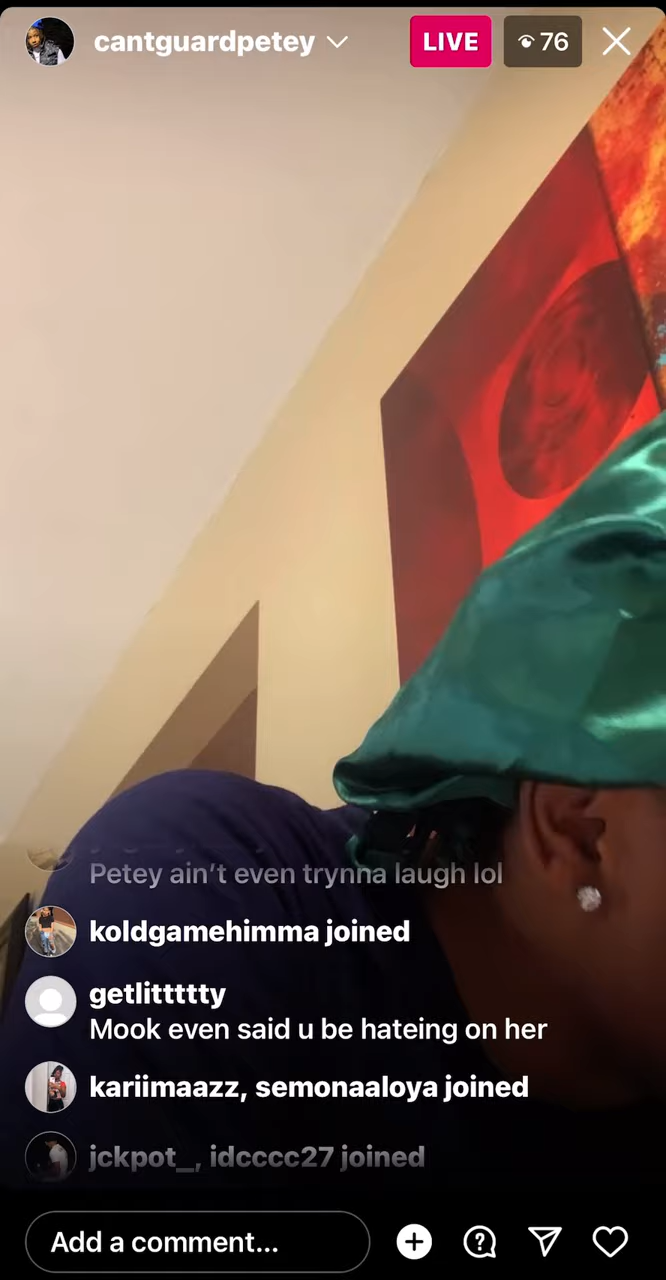 cantguardpetey
LIVE
76
Petey ain't even trynna laugh lol
koldgamehimma joined
getlittttty
Mook even said u be hateing on her
kariimaazz, semonaaloya joined
jckpot_, idcccc27 joined
Add a comment...